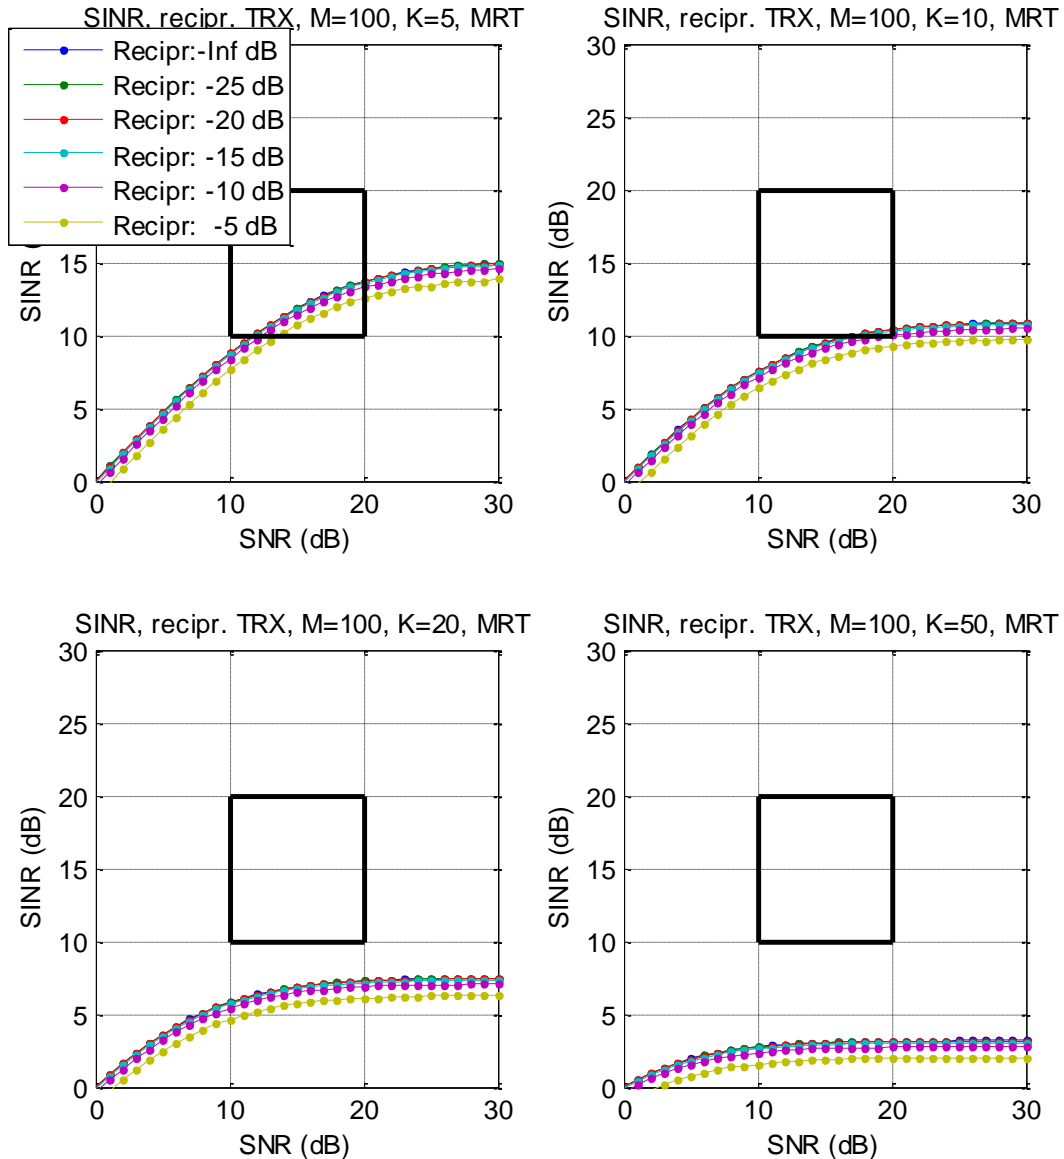 SINR, recipr. TRX, M=100, K=5, MRT
Recipr:-Inf dB
Recipr: -25 dB
Recipr: -20 dB
Recipr: -15 dB
Recipr: -10 dB
Recipr: -5 dB
15
10
5
0
SINR
0 10 20 30
SNR (dB)
SINR, recipr. TRX, M=100, K=10, MRT
30
25
20
15
10
5
0
SINR (dB)
0 10 20 30
SNR (dB)
SINR, recipr. TRX, M=100, K=20, MRT
30
25
20
15
10
5
0
SINR (dB)
0 10 20 30
SNR (dB)
SINR, recipr. TRX, M=100, K=50, MRT
30
25
20
15
10
5
0
SINR (dB)
0 10 20 30
SNR (dB)